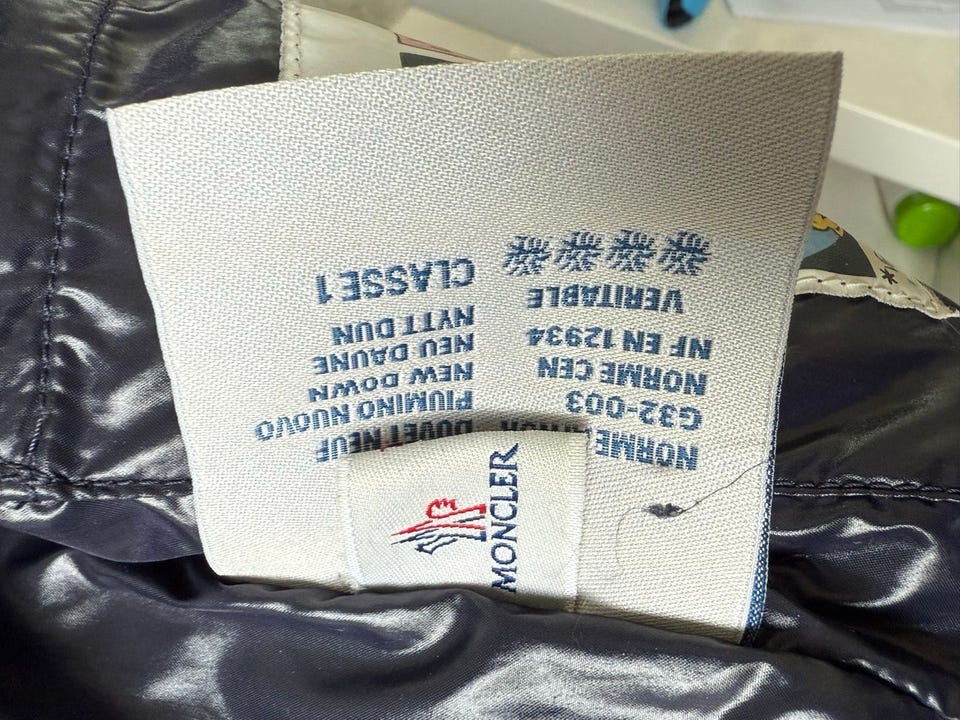 MONCLER
NORME
G32-003
NORME CEN
NF EN 12934
VERITABLE
DUVET NEUF
PIUMINO NUOVO
NEW DOWN
NEU DAUNE
NYTT DUN
CLASSE 1